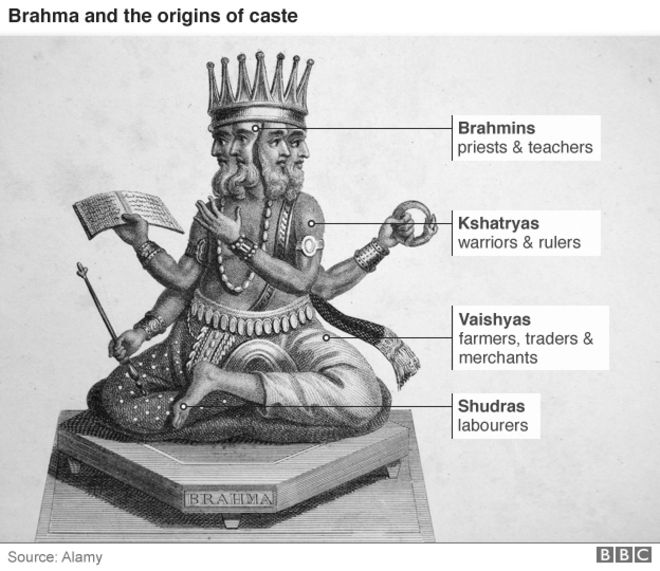 Brahma and the origins of caste
Brahmins
priests & teachers
Kshatryas
warriors & rulers
Vaishyas
farmers, traders &
merchants
Shudras
labourers
BRAHMA
Source: Alamy
BBC